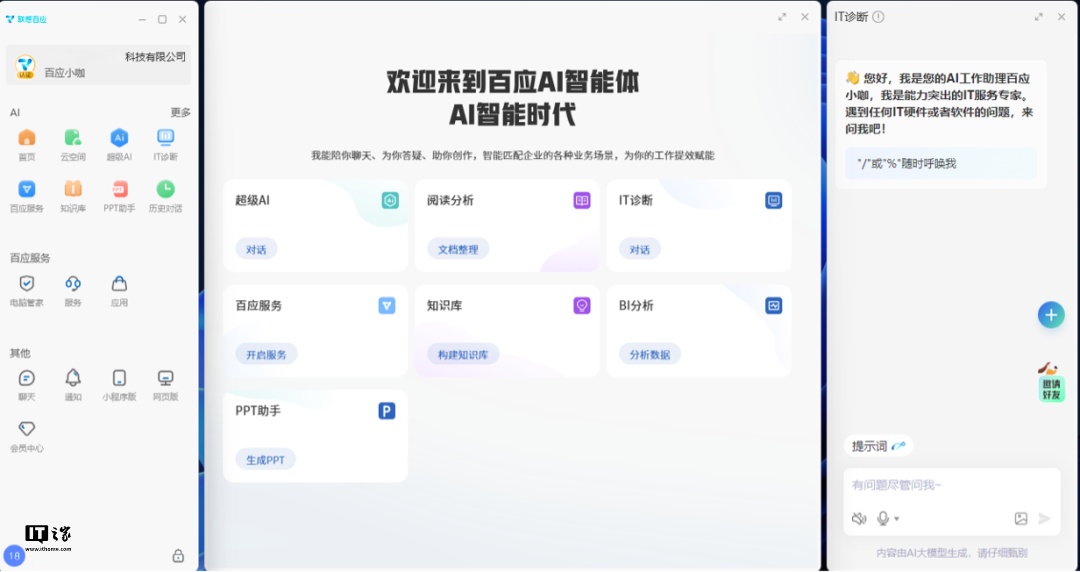 联想百应
科技有限公司
百应小咖
认证
AI
更多
首页
云空间
超级AI
IT诊断
百应服务
知识库
PPT助手
历史对话
百应服务
电脑管家
服务
应用
其他
聊天
通知
小程序版
网页版
会员中心
IT之家
www.ithome.com
18
欢迎来到百应AI智能体
AI智能时代
我能陪你聊天、为你答疑、助你创作，智能匹配企业的各种业务场景，为你的工作提效赋能
超级AI
对话
阅读分析
文档整理
IT诊断
对话
百应服务
开启服务
知识库
构建知识库
BI分析
分析数据
PPT助手
生成PPT
IT诊断
👋 您好，我是您的AI工作助理百应
小咖，我是能力突出的IT服务专家。
遇到任何IT硬件或者软件的问题，来
问我吧！
"/"或"%"随时呼唤我
邀请
好友
提示词
有问题尽管问我~
内容由AI大模型生成，请仔细甄别